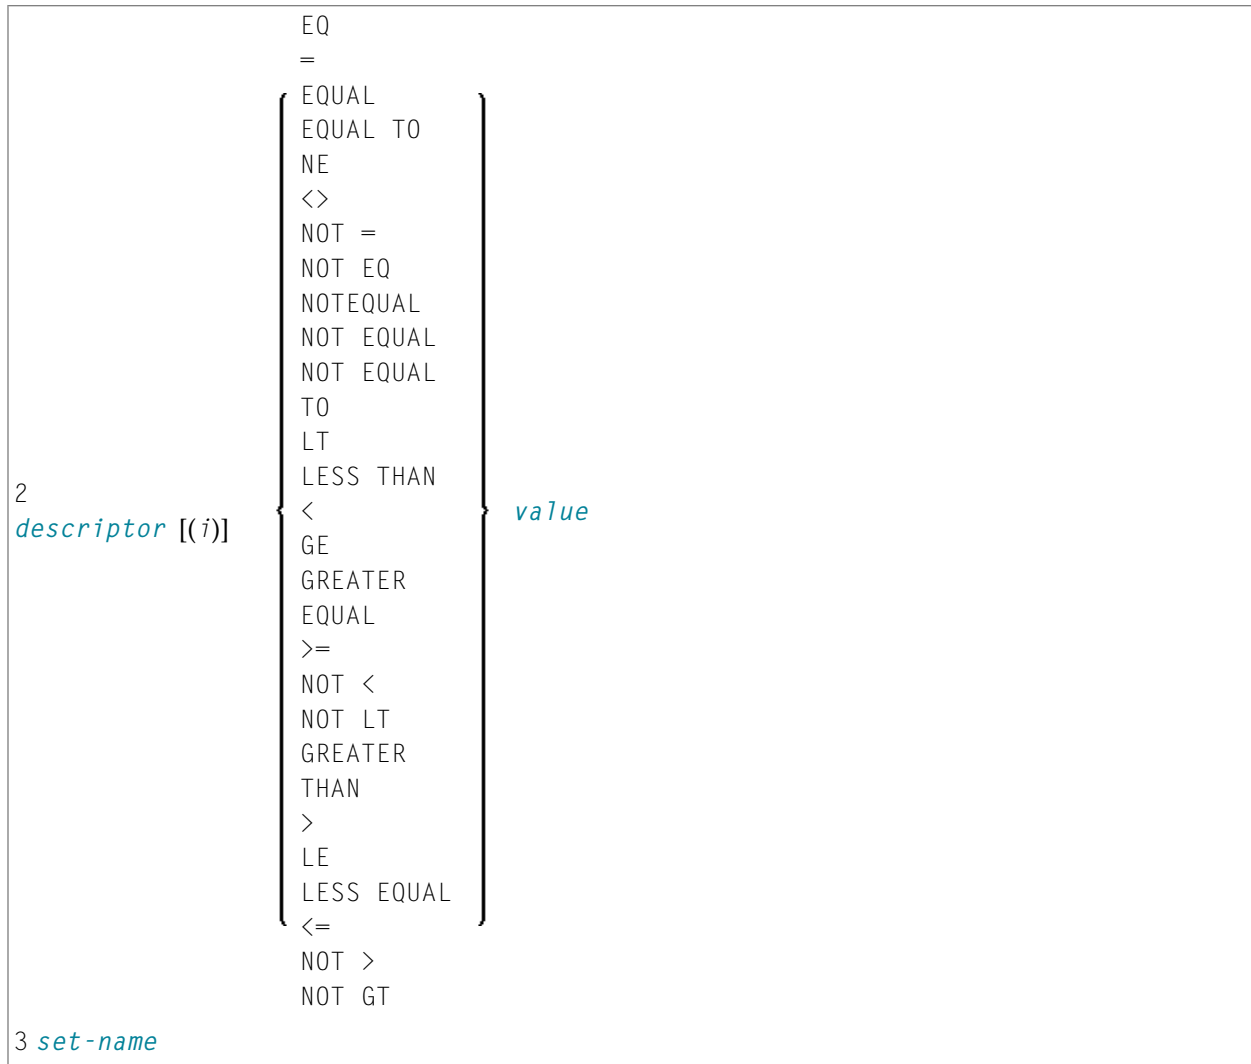 EQ
=
EQUAL
EQUAL TO
NE
<>
NOT =
NOT EQ
NOTEQUAL
NOT EQUAL
NOT EQUAL
TO
LT
LESS THAN
2
descriptor [(i)]
< value
GE
GREATER
EQUAL
>=
NOT <
NOT LT
GREATER
THAN
>
LE
LESS EQUAL
<=
NOT >
NOT GT
3 set-name